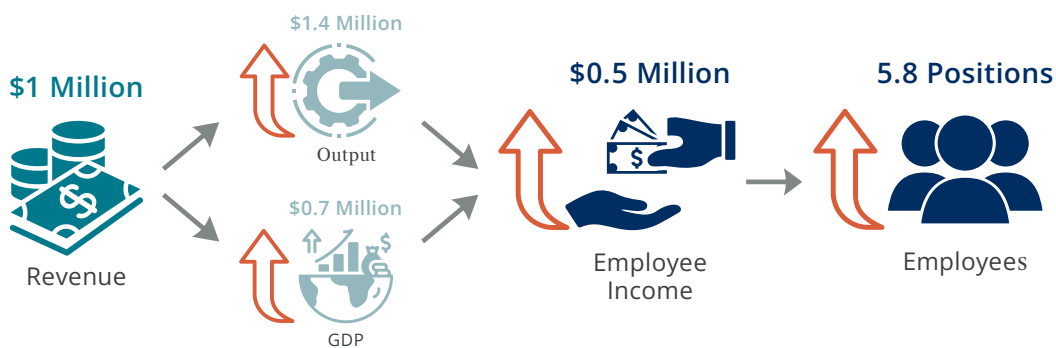 $1 Million
Revenue
$1.4 Million
Output
$0.7 Million
$
GDP
$0.5 Million
$
Employee
Income
5.8 Positions
Employees